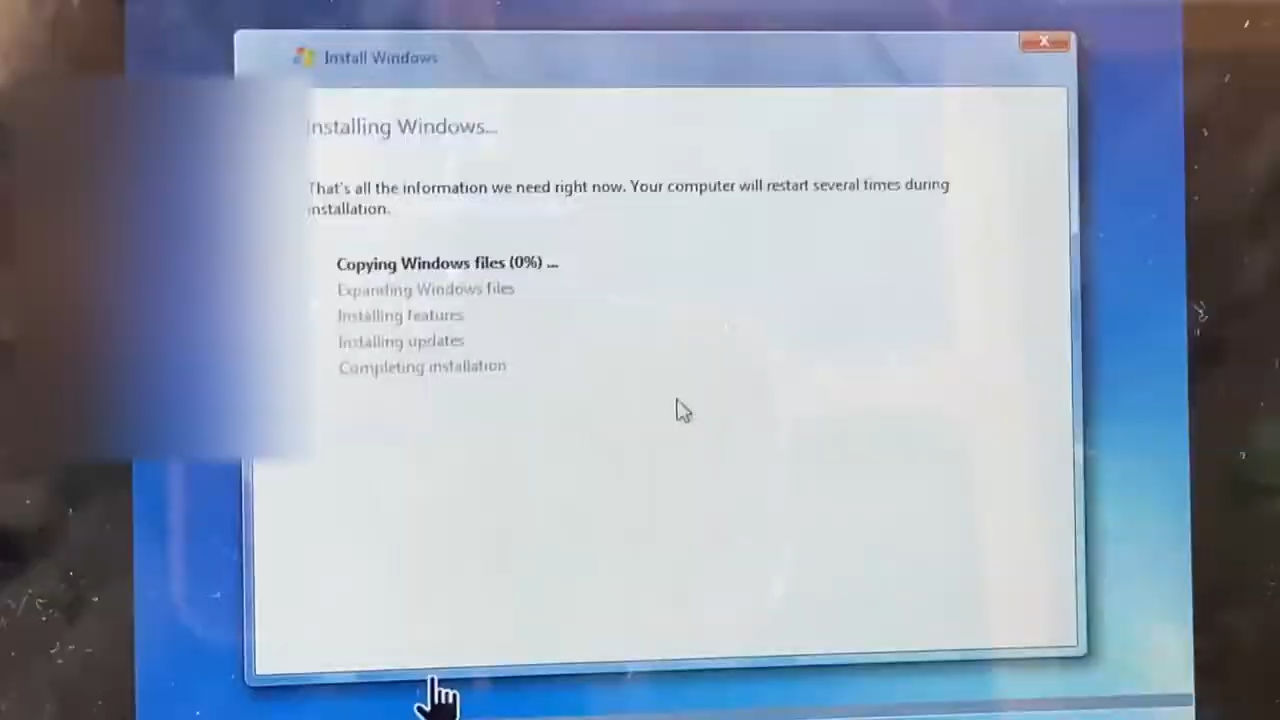 Install Windows
Installing Windows...
That's all the information we need right now. Your computer will restart several times during
installation.
Copying Windows files (0%) ...
Expanding Windows files
Installing features
Installing updates
Completing installation